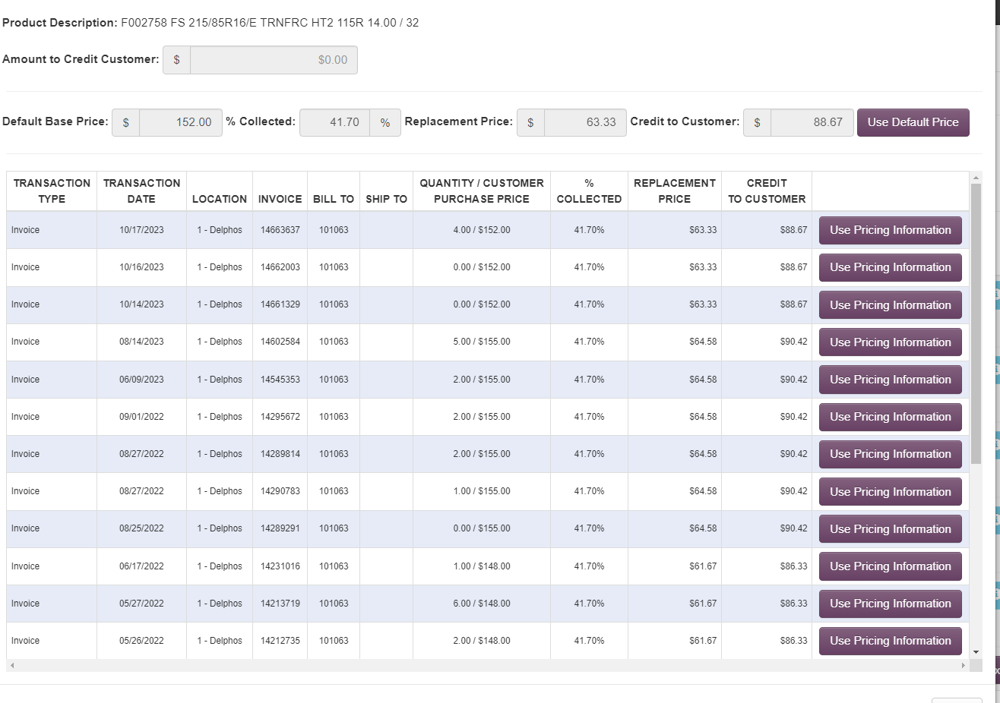 Product Description: F002758 FS 215/85R16/E TRNFRC HT2 115R 14.00 / 32
Amount to Credit Customer: $ $0.00
Default Base Price: $ 152.00 % Collected: 41.70 % Replacement Price: $ 63.33 Credit to Customer: $ 88.67 Use Default Price
TRANSACTION TYPE TRANSACTION DATE LOCATION INVOICE BILL TO SHIP TO QUANTITY / CUSTOMER PURCHASE PRICE % COLLECTED REPLACEMENT PRICE CREDIT TO CUSTOMER
Invoice 10/17/2023 1 - Delphos 14663637 101063 4.00 / $152.00 41.70% $63.33 $88.67 Use Pricing Information
Invoice 10/16/2023 1 - Delphos 14662003 101063 0.00 / $152.00 41.70% $63.33 $88.67 Use Pricing Information
Invoice 10/14/2023 1 - Delphos 14661329 101063 0.00 / $152.00 41.70% $63.33 $88.67 Use Pricing Information
Invoice 08/14/2023 1 - Delphos 14602584 101063 5.00 / $155.00 41.70% $64.58 $90.42 Use Pricing Information
Invoice 06/09/2023 1 - Delphos 14545353 101063 2.00 / $155.00 41.70% $64.58 $90.42 Use Pricing Information
Invoice 09/01/2022 1 - Delphos 14295672 101063 2.00 / $155.00 41.70% $64.58 $90.42 Use Pricing Information
Invoice 08/27/2022 1 - Delphos 14289814 101063 2.00 / $155.00 41.70% $64.58 $90.42 Use Pricing Information
Invoice 08/27/2022 1 - Delphos 14290783 101063 1.00 / $155.00 41.70% $64.58 $90.42 Use Pricing Information
Invoice 08/25/2022 1 - Delphos 14289291 101063 0.00 / $155.00 41.70% $64.58 $90.42 Use Pricing Information
Invoice 06/17/2022 1 - Delphos 14231016 101063 1.00 / $148.00 41.70% $61.67 $86.33 Use Pricing Information
Invoice 05/27/2022 1 - Delphos 14213719 101063 6.00 / $148.00 41.70% $61.67 $86.33 Use Pricing Information
Invoice 05/26/2022 1 - Delphos 14212735 101063 2.00 / $148.00 41.70% $61.67 $86.33 Use Pricing Information